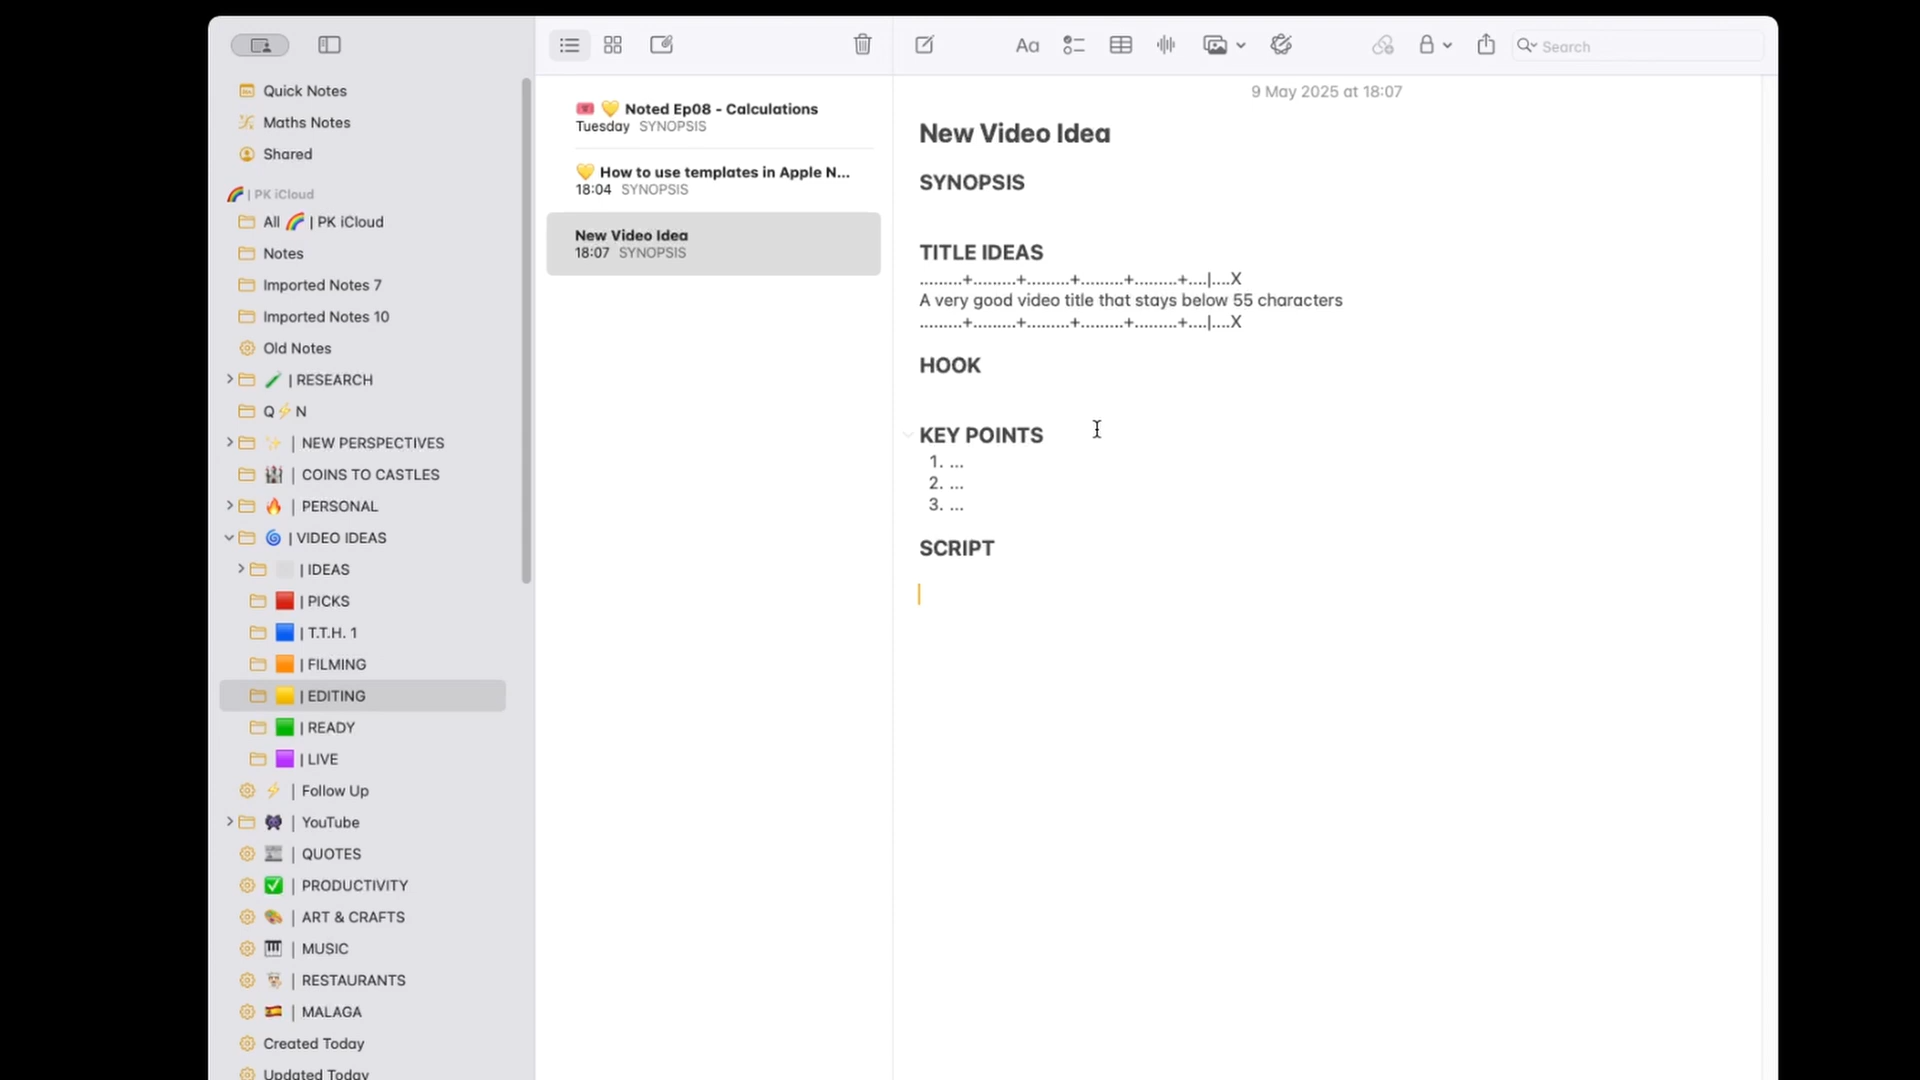 Quick Notes
Maths Notes
Shared
| PK iCloud
All 🌈 | PK iCloud
Notes
Imported Notes 7
Imported Notes 10
Old Notes
| RESEARCH
Q⚡N
| NEW PERSPECTIVES
| COINS TO CASTLES
| PERSONAL
| VIDEO IDEAS
| IDEAS
| PICKS
| T.T.H. 1
| FILMING
| EDITING
| READY
| LIVE
| Follow Up
| YouTube
| QUOTES
| PRODUCTIVITY
| ART & CRAFTS
| MUSIC
| RESTAURANTS
| MALAGA
Created Today
Updated Today
Noted Ep08 - Calculations
Tuesday SYNOPSIS
How to use templates in Apple N...
18:04 SYNOPSIS
New Video Idea
18:07 SYNOPSIS
Aa
Search
9 May 2025 at 18:07
New Video Idea
SYNOPSIS
TITLE IDEAS
.........+.........+.........+.........+.........+....|....X
A very good video title that stays below 55 characters
.........+.........+.........+.........+.........+....|....X
HOOK
KEY POINTS
1. ...
2. ...
3. ...
SCRIPT